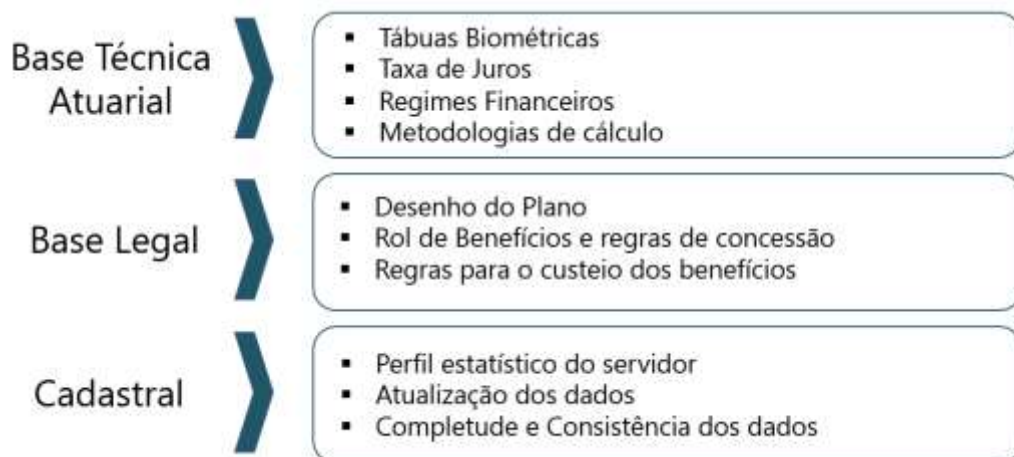 Base Técnica
Atuarial
▪ Tábuas Biométricas
▪ Taxa de Juros
▪ Regimes Financeiros
▪ Metodologias de cálculo
Base Legal
▪ Desenho do Plano
▪ Rol de Benefícios e regras de concessão
▪ Regras para o custeio dos benefícios
Cadastral
▪ Perfil estatístico do servidor
▪ Atualização dos dados
▪ Completude e Consistência dos dados